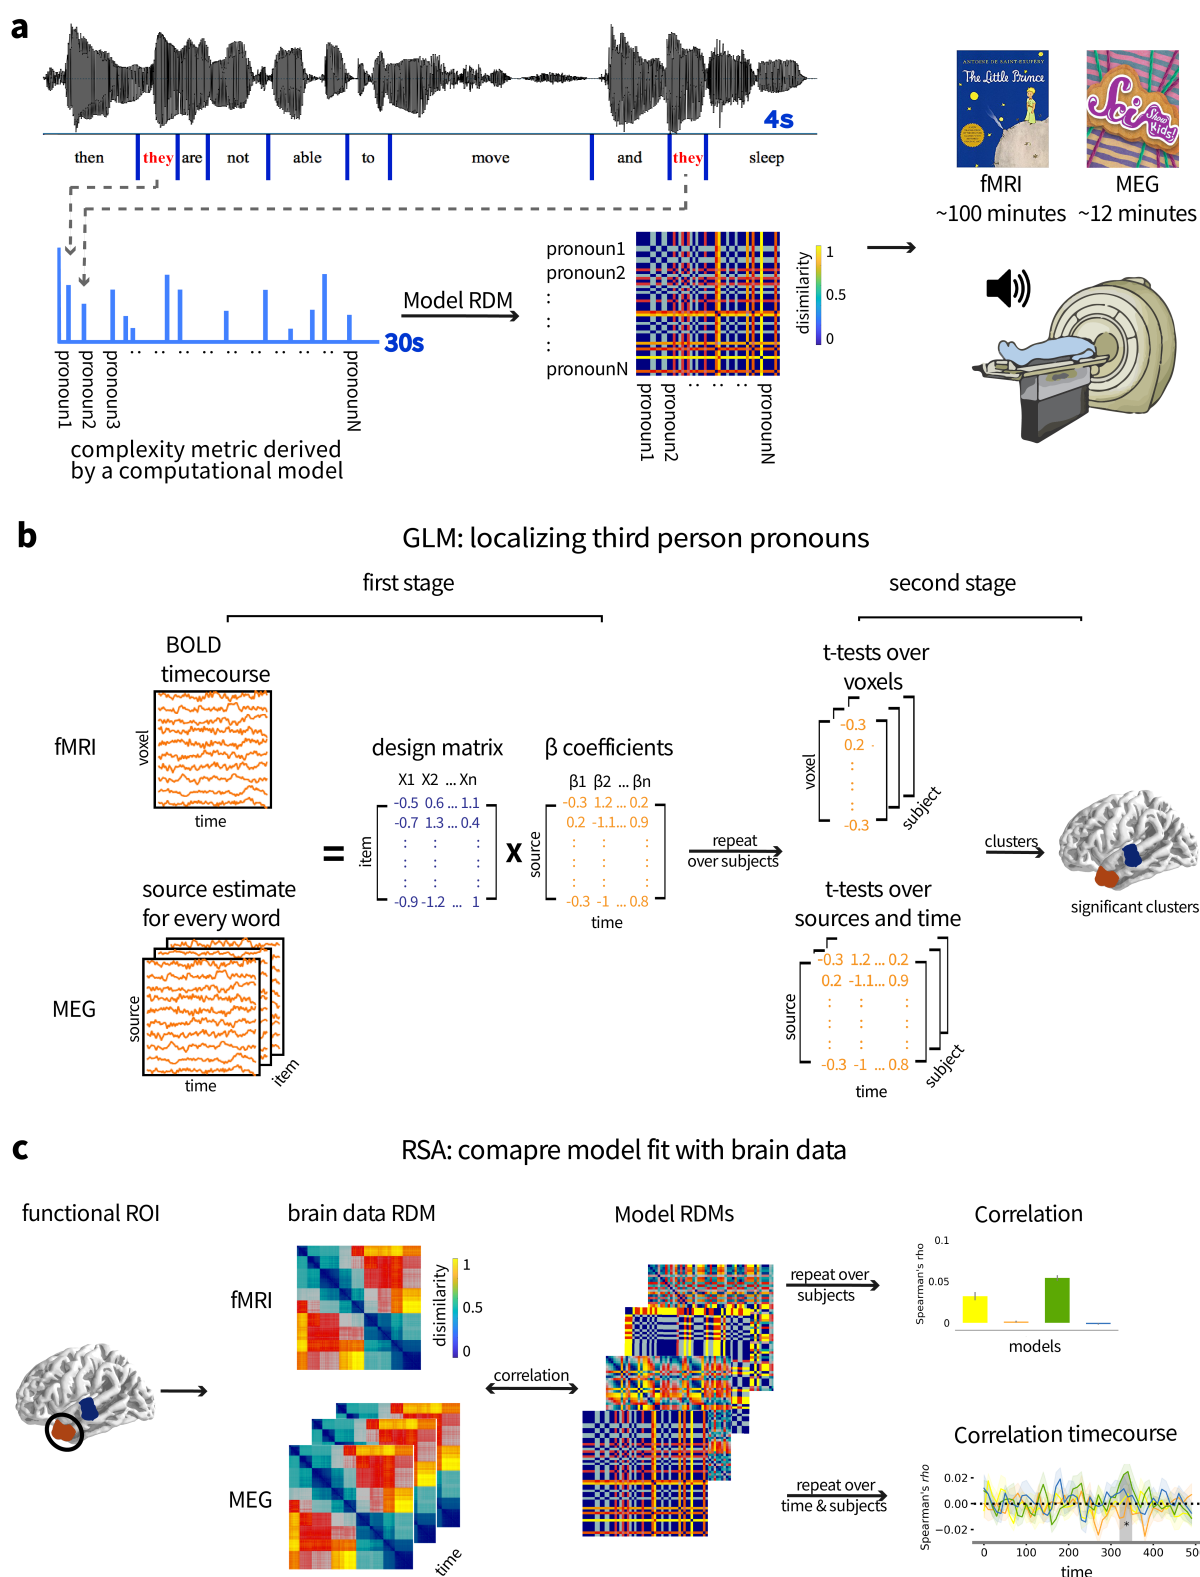 a
4s
then they are not able to move and they sleep
ANTOINE DE SAINT-EXUPÉRY
The Little Prince
Sci
Show
Kids!
fMRI
MEG
~100 minutes
~12 minutes
30s
pronoun1
pronoun2
pronoun3
: : : : : : : : :
pronounN
complexity metric derived
by a computational model
Model RDM
pronoun1
pronoun2
:
:
:
pronounN
pronoun1
pronoun2
: : :
pronounN
disimilarity
1
0.5
0
b
GLM: localizing third person pronouns
first stage
second stage
BOLD
timecourse
fMRI
voxel
time
source estimate
for every word
MEG
source
time
item
=
design matrix
X1 X2 ... Xn
item
-0.5 0.6 ... 1.1
-0.7 1.3 ... 0.4
: : :
: : :
: : :
-0.9 -1.2 ... 1
x
β coefficients
β1 β2 ... βn
source
-0.3 1.2 ... 0.2
0.2 -1.1... 0.9
: : :
: : :
: : :
-0.3 -1 ... 0.8
time
repeat
over subjects
t-tests over
voxels
voxel
-0.3
0.2
:
:
:
-0.3
subject
t-tests over
sources and time
source
-0.3 1.2 ... 0.2
0.2 -1.1... 0.9
: : :
: : :
: : :
-0.3 -1 ... 0.8
time
subject
clusters
significant clusters
c
RSA: comapre model fit with brain data
functional ROI
brain data RDM
Model RDMs
Correlation
fMRI
disimilarity
1
0.5
0
MEG
time
correlation
repeat over
subjects
repeat over
time & subjects
Spearman's rho
0.1
0.05
0
models
Correlation timecourse
Spearman's rho
0.02
0.00
−0.02
*
0 100 200 300 400 50
time